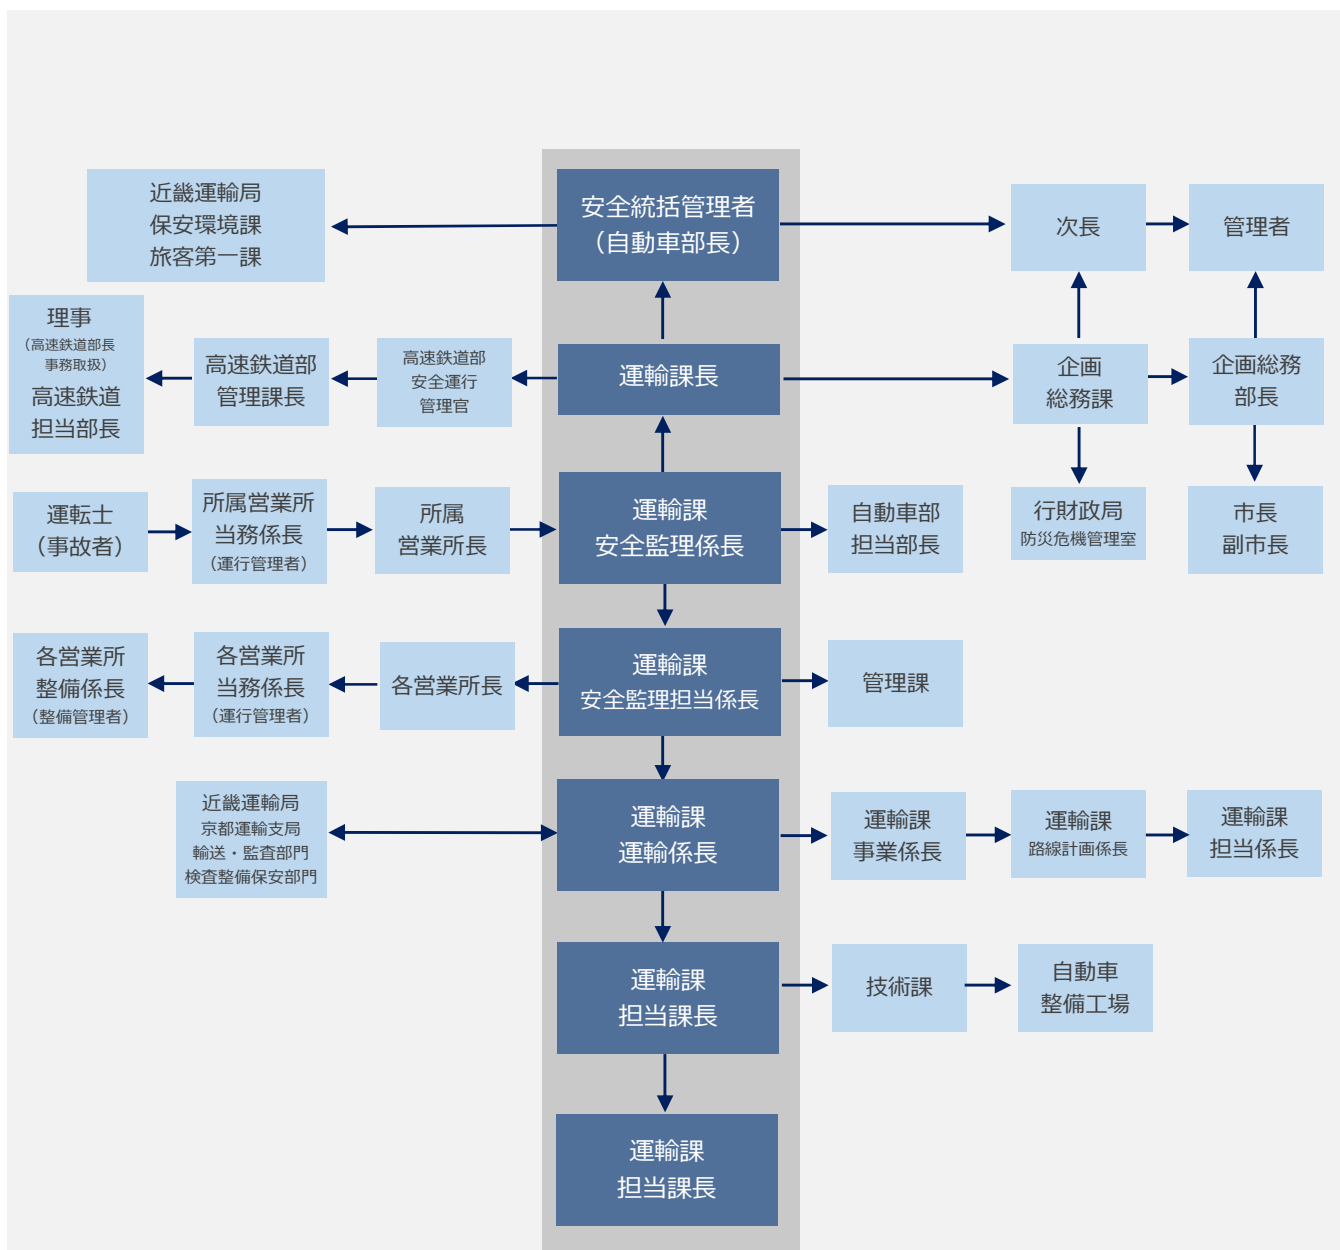 近畿運輸局
保安環境課
旅客第一課
安全統括管理者
（自動車部長）
次長
管理者
理事
（高速鉄道部長
事務取扱）
高速鉄道
担当部長
高速鉄道部
管理課長
高速鉄道部
安全運行
管理官
運輸課長
企画
総務課
企画総務
部長
運転士
（事故者）
所属営業所
当務係長
（運行管理者）
所属
営業所長
運輸課
安全監理係長
自動車部
担当部長
行財政局
防災危機管理室
市長
副市長
各営業所
整備係長
（整備管理者）
各営業所
当務係長
（運行管理者）
各営業所長
運輸課
安全監理担当係長
管理課
近畿運輸局
京都運輸支局
輸送・監査部門
検査整備保安部門
運輸課
運輸係長
運輸課
事業係長
運輸課
路線計画係長
運輸課
担当係長
運輸課
担当課長
技術課
自動車
整備工場
運輸課
担当課長